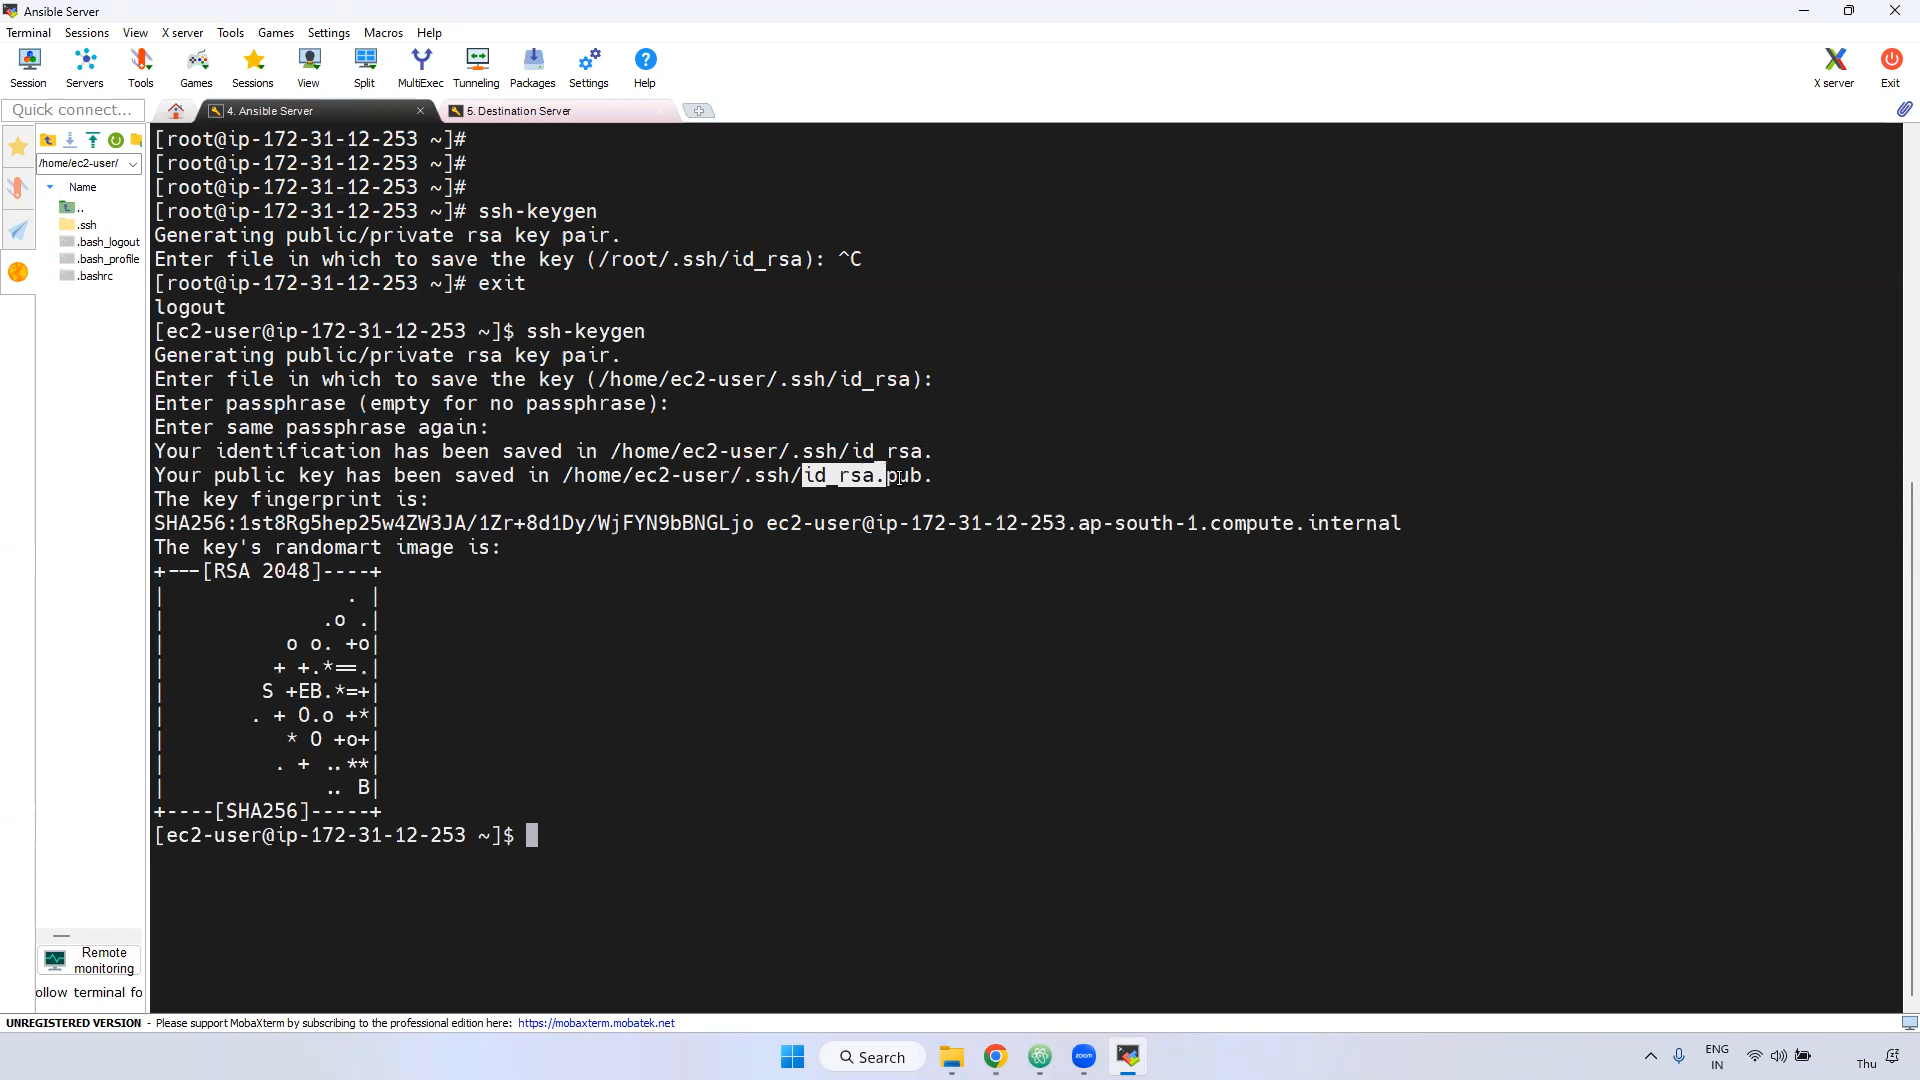 Ansible Server
Terminal Sessions View X server Tools Games Settings Macros Help
Session Servers Tools Games Sessions View Split MultiExec Tunneling Packages Settings Help X server Exit
Quick connect... 4. Ansible Server 5. Destination Server
/home/ec2-user/
Name
..
.ssh
.bash_logout
.bash_profile
.bashrc
[root@ip-172-31-12-253 ~]#
[root@ip-172-31-12-253 ~]#
[root@ip-172-31-12-253 ~]#
[root@ip-172-31-12-253 ~]# ssh-keygen
Generating public/private rsa key pair.
Enter file in which to save the key (/root/.ssh/id_rsa): ^C
[root@ip-172-31-12-253 ~]# exit
logout
[ec2-user@ip-172-31-12-253 ~]$ ssh-keygen
Generating public/private rsa key pair.
Enter file in which to save the key (/home/ec2-user/.ssh/id_rsa):
Enter passphrase (empty for no passphrase):
Enter same passphrase again:
Your identification has been saved in /home/ec2-user/.ssh/id_rsa.
Your public key has been saved in /home/ec2-user/.ssh/id_rsa.pub.
The key fingerprint is:
SHA256:1st8Rg5hep25w4ZW3JA/1Zr+8d1Dy/WjFYN9bBNGLjo ec2-user@ip-172-31-12-253.ap-south-1.compute.internal
The key's randomart image is:
+---[RSA 2048]----+
|               . |
|             .o .|
|          o o. +o|
|         + +.*==.|
|        S +EB.*=+|
|       . + O.o +*|
|          * O +o+|
|         . + ..**|
|             .. B|
+----[SHA256]-----+
[ec2-user@ip-172-31-12-253 ~]$
Remote
monitoring
ollow terminal fo
UNREGISTERED VERSION - Please support MobaXterm by subscribing to the professional edition here: https://mobaxterm.mobatek.net
Search
zoom
ENG
IN
Thu